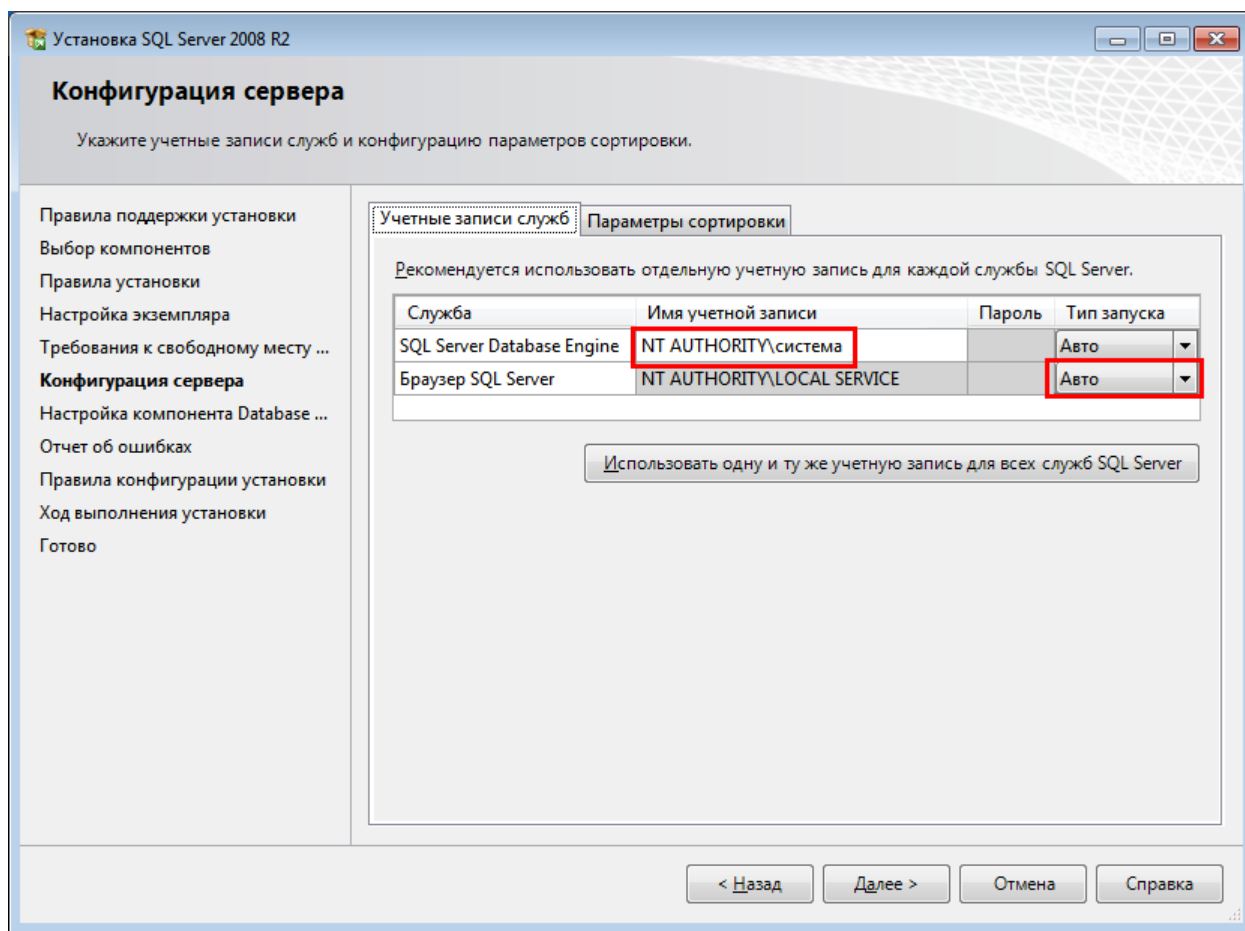 Установка SQL Server 2008 R2
Конфигурация сервера
Укажите учетные записи служб и конфигурацию параметров сортировки.
Правила поддержки установки
Выбор компонентов
Правила установки
Настройка экземпляра
Требования к свободному месту ...
Конфигурация сервера
Настройка компонента Database ...
Отчет об ошибках
Правила конфигурации установки
Ход выполнения установки
Готово
Учетные записи служб Параметры сортировки
Рекомендуется использовать отдельную учетную запись для каждой службы SQL Server.
Служба Имя учетной записи Пароль Тип запуска
SQL Server Database Engine NT AUTHORITY\система Авто
Браузер SQL Server NT AUTHORITY\LOCAL SERVICE Авто
Использовать одну и ту же учетную запись для всех служб SQL Server
< Назад Далее > Отмена Справка